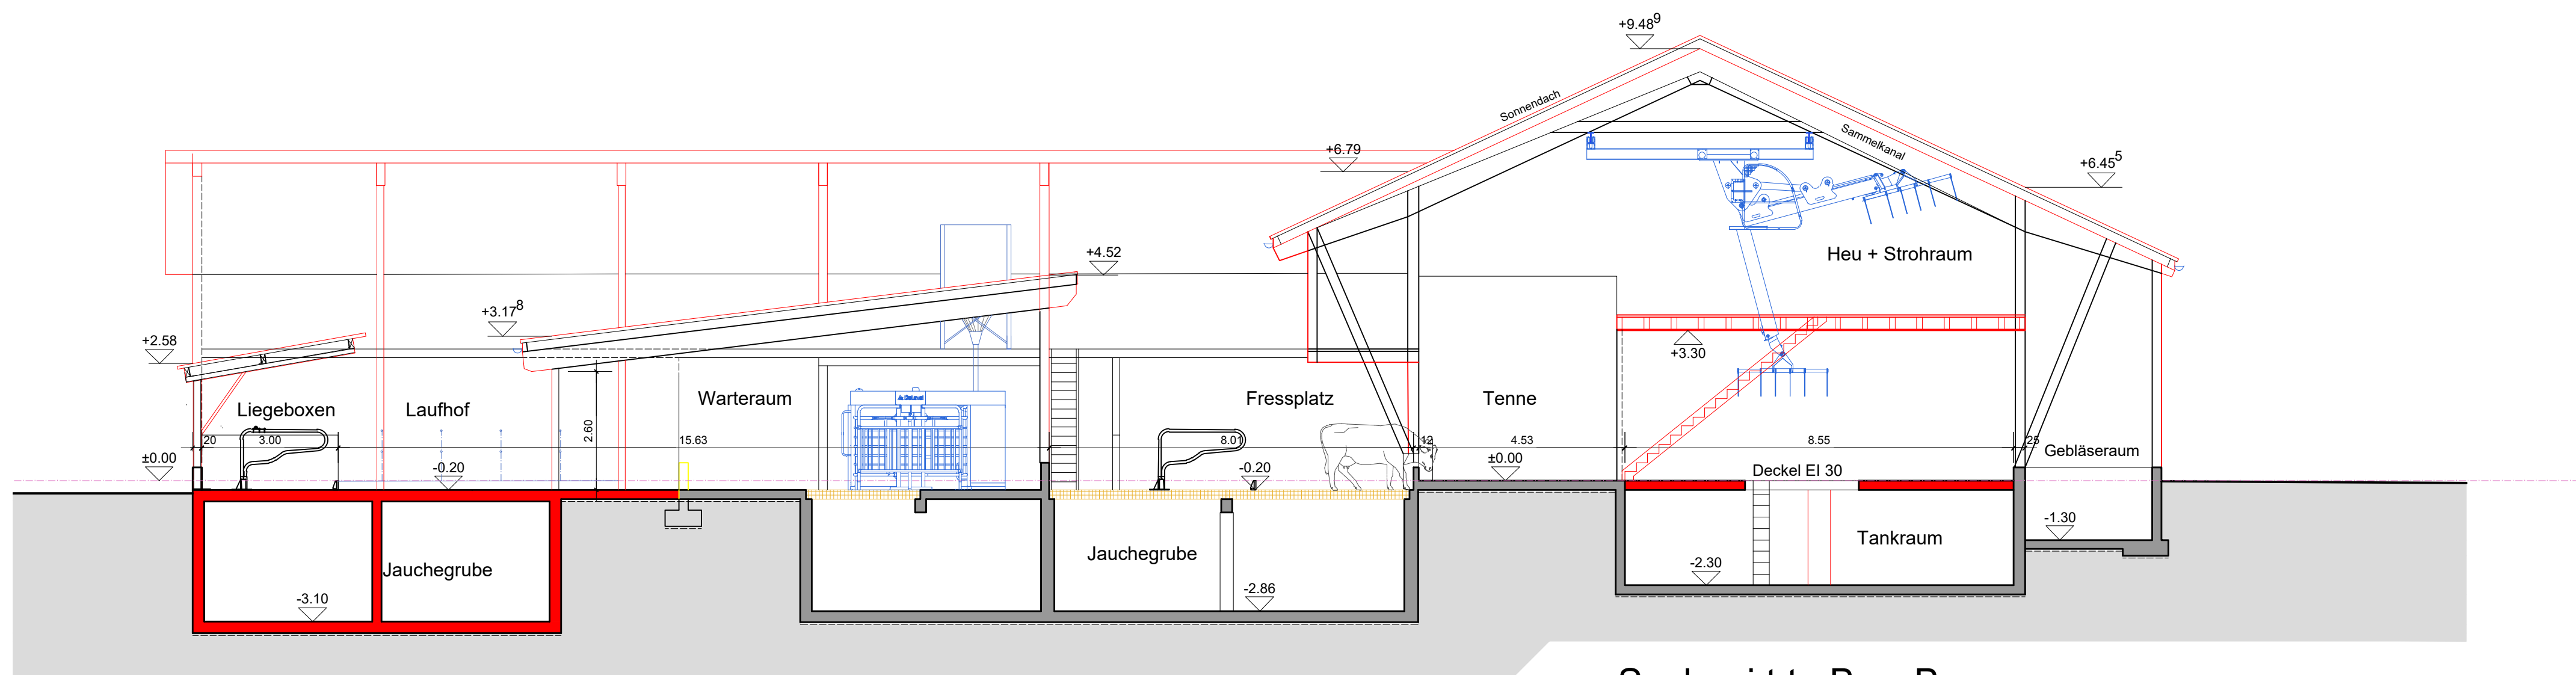 +9.48⁹
Sonnendach
Sammelkanal
+6.79
+6.45⁵
+4.52
Heu + Strohraum
+3.17⁸
+2.58
+3.30
DeLaval
Liegeboxen
Laufhof
Warteraum
Fressplatz
Tenne
2.60
20
3.00
15.63
8.01
12
4.53
8.55
25
Gebläseraum
±0.00
-0.20
-0.20
±0.00
Deckel EI 30
-1.30
Jauchegrube
Jauchegrube
Tankraum
-2.30
-2.86
-3.10